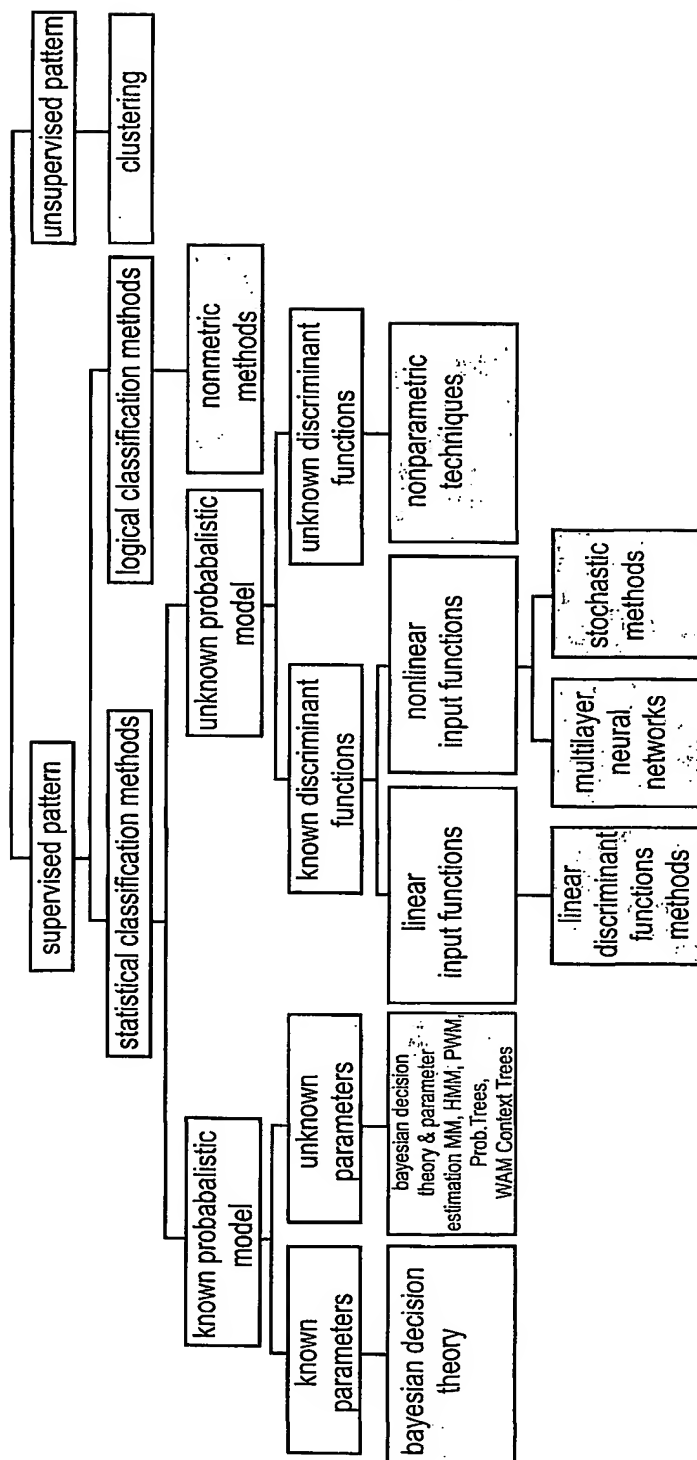 supervised pattern
unsupervised pattern
statistical classification methods
logical classification methods
clustering
known probabalistic
model
unknown probabalistic
model
nonmetric
methods
known
parameters
unknown
parameters
known discriminant
functions
unknown discriminant
functions
bayesian decision
theory
bayesian decision
theory & parameter
estimation MM, HMM, PWM,
Prob.Trees,
WAM Context Trees
linear
input functions
nonlinear
input functions
nonparametric
techniques
linear
discriminant
functions
methods
multilayer
neural
networks
stochastic
methods